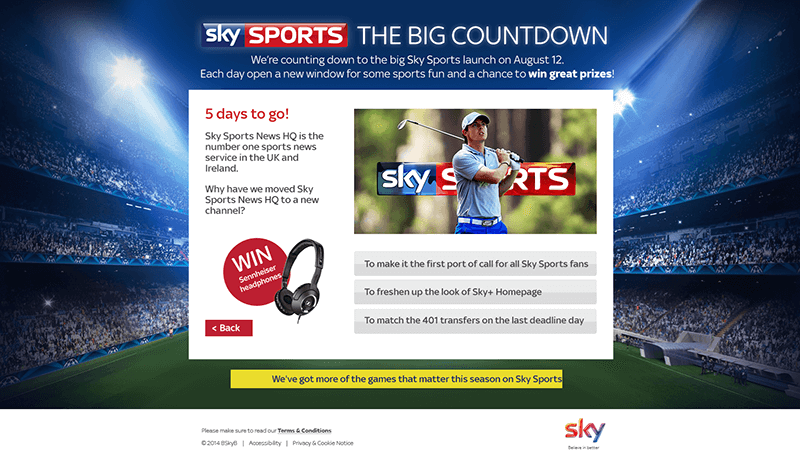 sky SPORTS THE BIG COUNTDOWN
We're counting down to the big Sky Sports launch on August 12.
Each day open a new window for some sports fun and a chance to win great prizes!
5 days to go!
Sky Sports News HQ is the
number one sports news
service in the UK and
Ireland.
Why have we moved Sky
Sports News HQ to a new
channel?
WIN
Sennheiser
headphones
< Back
sky SPORTS
To make it the first port of call for all Sky Sports fans
To freshen up the look of Sky+ Homepage
To match the 401 transfers on the last deadline day
We've got more of the games that matter this season on Sky Sports
Please make sure to read our Terms & Conditions
© 2014 BSkyB | Accessibility | Privacy & Cookie Notice
sky
Believe in better